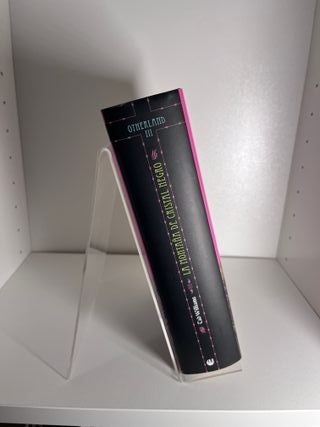 OTHERLAND
III
LA MONTAÑA DE CRISTAL NEGRO
Tad Williams